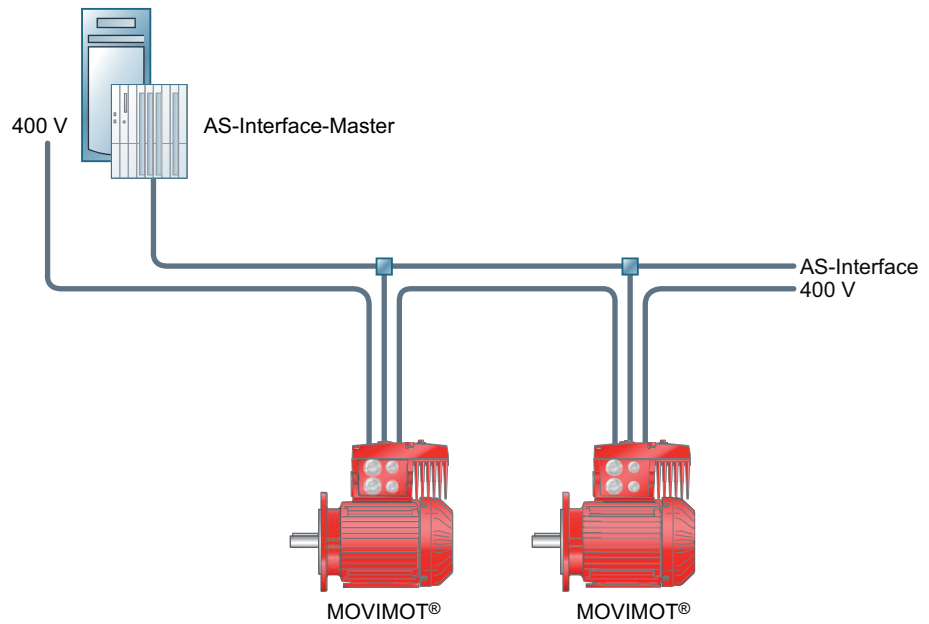 400 V
AS-Interface-Master
AS-Interface
400 V
MOVIMOT®
MOVIMOT®